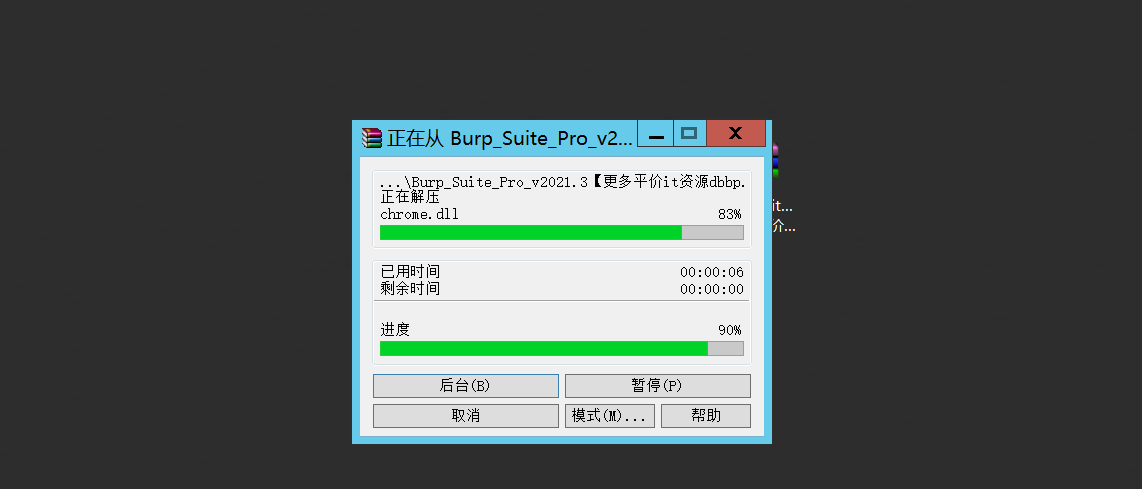 正在从 Burp_Suite_Pro_v2...
...\Burp_Suite_Pro_v2021.3【更多平价it资源dbbp.
正在解压
chrome.dll 83%
已用时间 00:00:06
剩余时间 00:00:00
进度 90%
后台(B) 暂停(P)
取消 模式(M)... 帮助
it...
价...